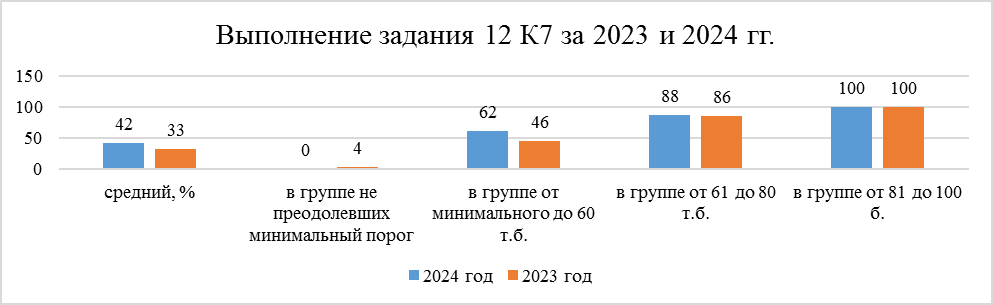 Выполнение задания 12 К7 за 2023 и 2024 гг.
150
100
50
0
42
33
0
4
62
46
88
86
100
100
средний, %
в группе не
преодолевших
минимальный порог
в группе от
минимального до 60
т.б.
в группе от 61 до 80
т.б.
в группе от 81 до 100
б.
2024 год
2023 год